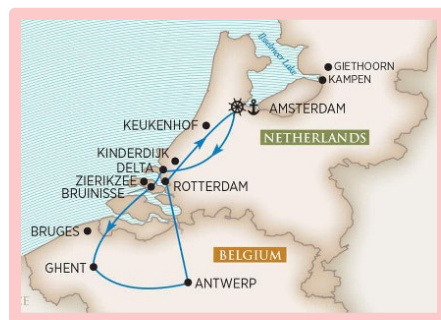 IJsselmeer Lake
GIETHOORN
KAMPEN
AMSTERDAM
KEUKENHOF
NETHERLANDS
KINDERDIJK
DELTA
ZIERIKZEE
ROTTERDAM
BRUINISSE
BRUGES
BELGIUM
GHENT
ANTWERP